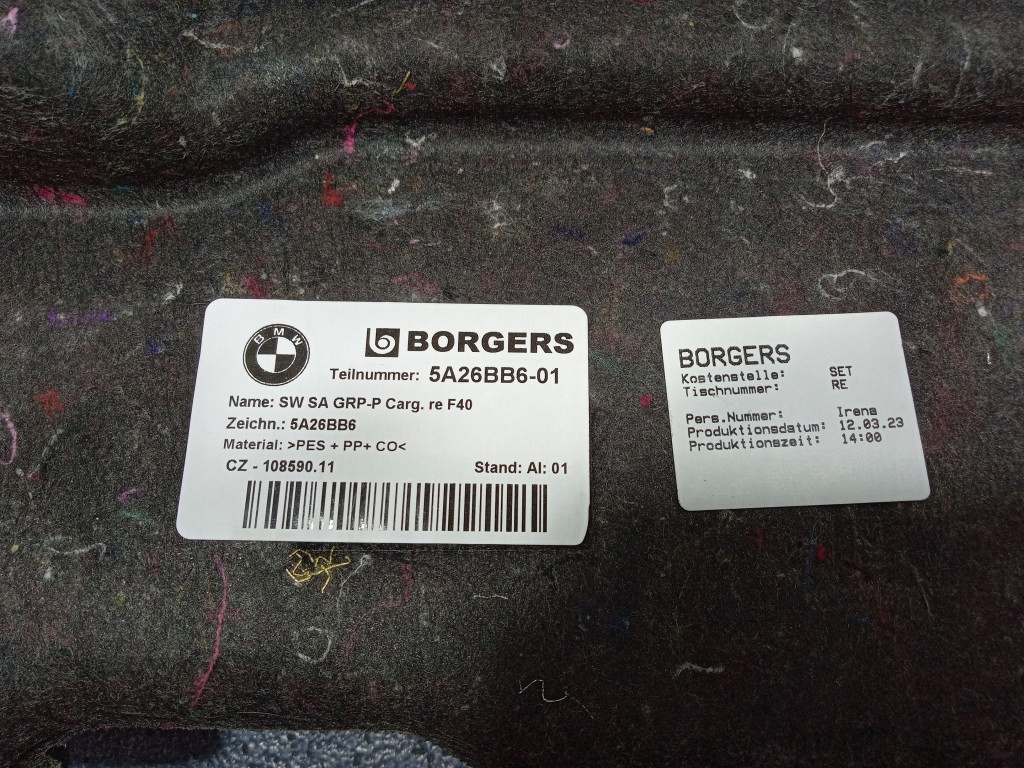 BMW
BORGERS
Teilnummer: 5A26BB6-01
Name: SW SA GRP-P Carg. re F40
Zeichn.: 5A26BB6
Material: >PES + PP+ CO<
CZ - 108590.11 Stand: AI: 01
BORGERS
Kostenstelle: SET
Tischnummer: RE
Pers.Nummer: Irena
Produktionsdatum: 12.03.23
Produktionszeit: 14:00